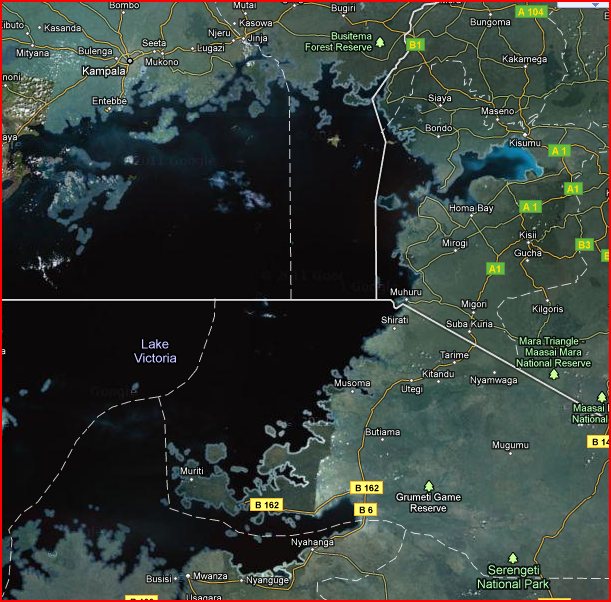 Bombo
Mutai
Bugiri
A 104
Kasowa
Bungoma
Kasanda
Njeru
Jinja
Busitema
Forest Reserve
B1
Mityana
Bulenga
Seeta
Lugazi
Mukono
Kakamega
Kampala
Entebbe
Siaya
Maseno
Bondo
Kisumu
A 1
A1
A 1
Homa Bay
Kisii
B3
Mirogi
Gucha
A1
Muhuru
Migori
Kilgoris
Shirati
Suba Kuria
Lake
Victoria
Mara Triangle -
Maasai Mara
National Reserve
Tarime
Musoma
Kitandu
Nyamwaga
Utegi
Butiama
Mugumu
Muriti
B 162
B 162
B 6
Grumeti Game
Reserve
Nyahanga
Serengeti
National Park
Busisi
Mwanza
Nyanguge
Usagara